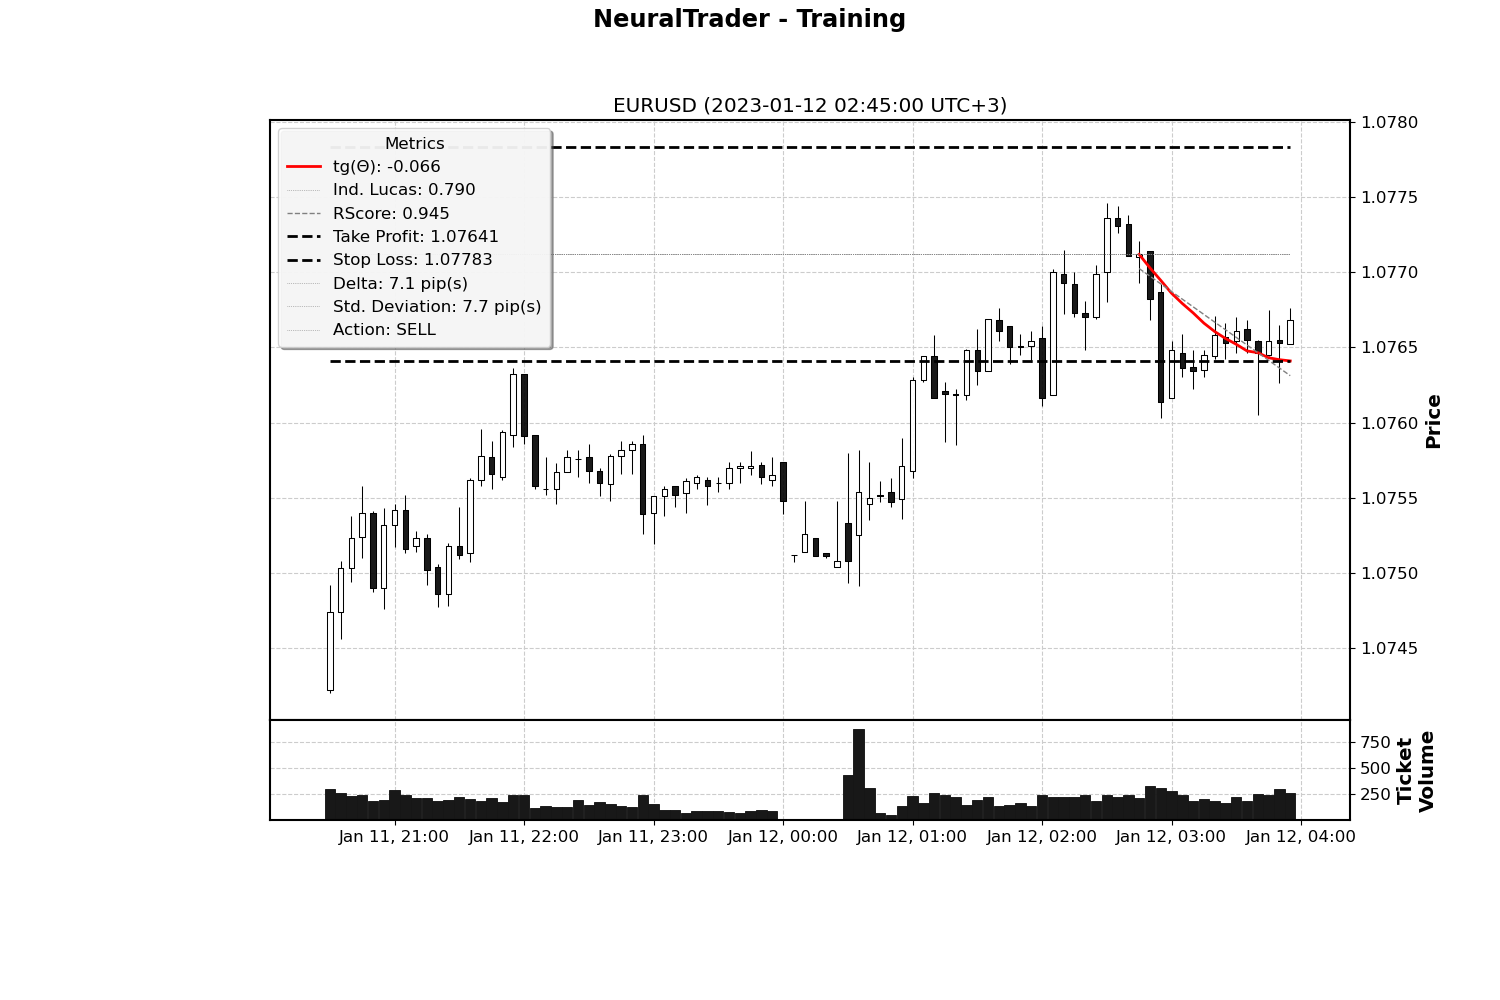 NeuralTrader - Training
EURUSD (2023-01-12 02:45:00 UTC+3)
Metrics
tg(Θ): -0.066
Ind. Lucas: 0.790
RScore: 0.945
Take Profit: 1.07641
Stop Loss: 1.07783
Delta: 7.1 pip(s)
Std. Deviation: 7.7 pip(s)
Action: SELL
1.0780
1.0775
1.0770
1.0765
1.0760
1.0755
1.0750
1.0745
Price
750
500
250
Ticket
Volume
Jan 11, 21:00 Jan 11, 22:00 Jan 11, 23:00 Jan 12, 00:00 Jan 12, 01:00 Jan 12, 02:00 Jan 12, 03:00 Jan 12, 04:00